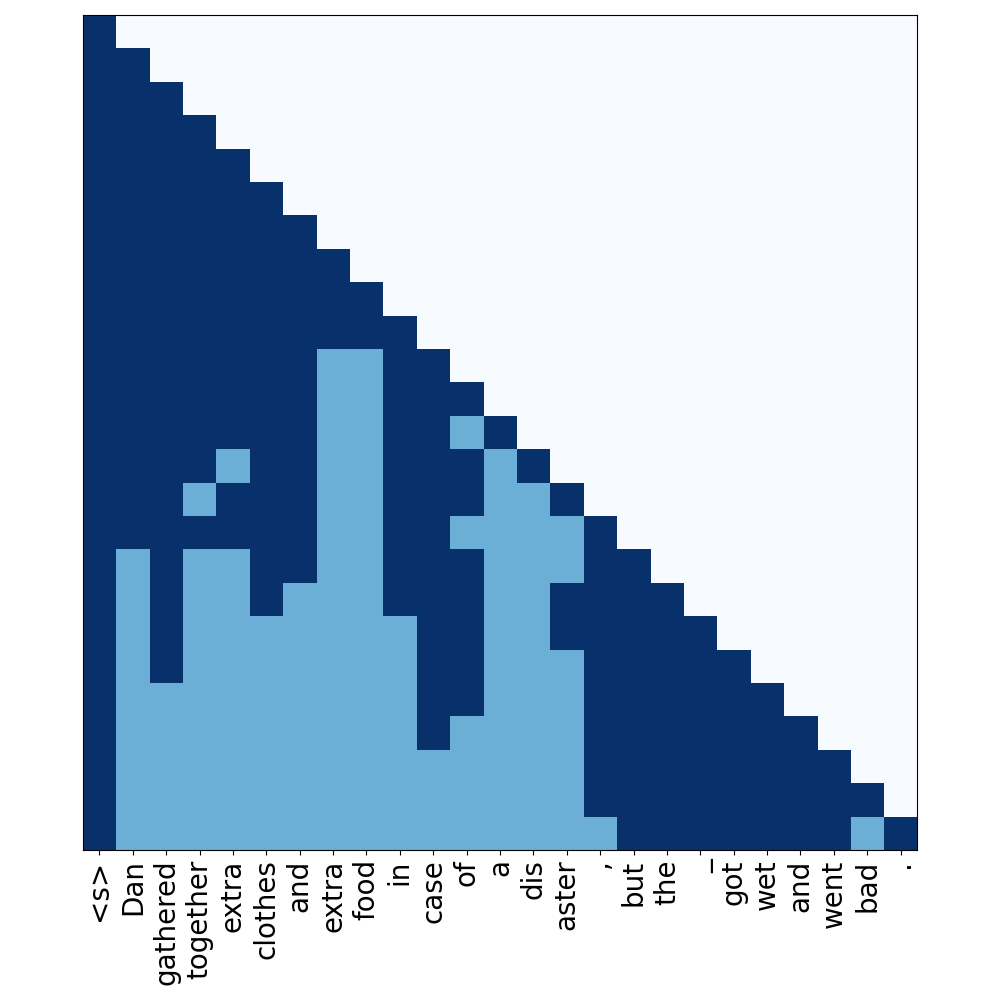 <s> Dan gathered together extra clothes and extra food in case of a dis aster , but the _ got wet and went bad .